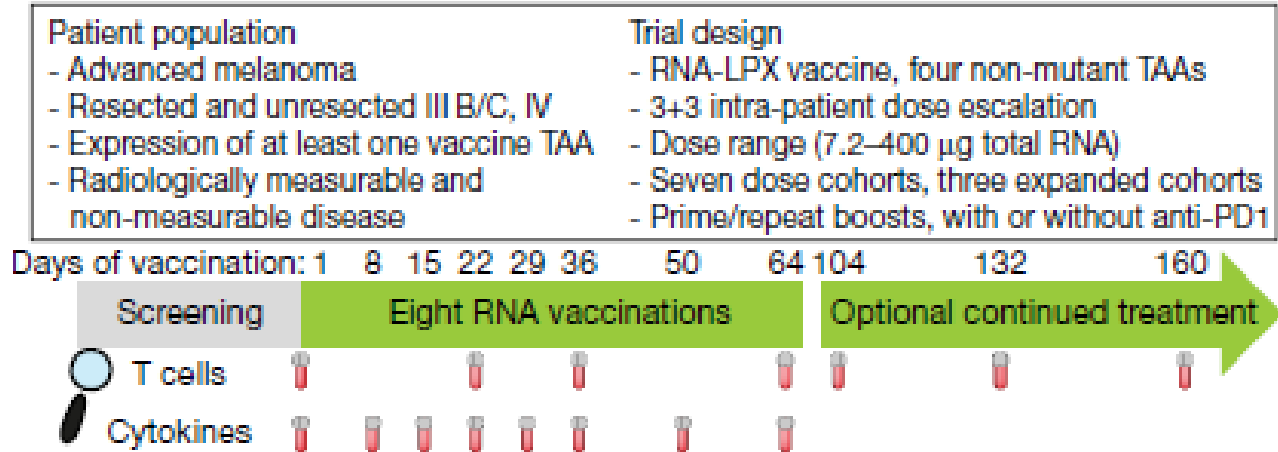 Patient population
- Advanced melanoma
- Resected and unresected III B/C, IV
- Expression of at least one vaccine TAA
- Radiologically measurable and
non-measurable disease
Trial design
- RNA-LPX vaccine, four non-mutant TAAs
- 3+3 intra-patient dose escalation
- Dose range (7.2–400 µg total RNA)
- Seven dose cohorts, three expanded cohorts
- Prime/repeat boosts, with or without anti-PD1
Days of vaccination: 1 8 15 22 29 36 50 64 104 132 160
Screening Eight RNA vaccinations Optional continued treatment
T cells
Cytokines